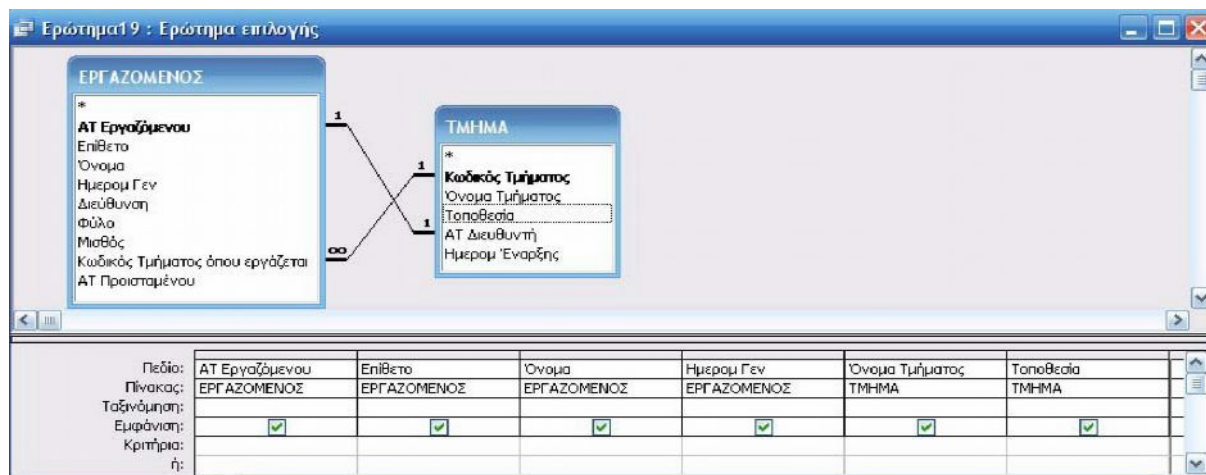 Ερώτημα19 : Ερώτημα επιλογής
ΕΡΓΑΖΟΜΕΝΟΣ
*
ΑΤ Εργαζόμενου
Επίθετο
Όνομα
Ημερομ Γεν
Διεύθυνση
Φύλο
Μισθός
Κωδικός Τμήματος όπου εργάζεται
ΑΤ Προισταμένου
1
∞
1
1
ΤΜΗΜΑ
*
Κωδικός Τμήματος
Όνομα Τμήματος
Τοποθεσία
ΑΤ Διευθυντή
Ημερομ Έναρξης
Πεδίο: ΑΤ Εργαζόμενου Επίθετο Όνομα Ημερομ Γεν Όνομα Τμήματος Τοποθεσία
Πίνακας: ΕΡΓΑΖΟΜΕΝΟΣ ΕΡΓΑΖΟΜΕΝΟΣ ΕΡΓΑΖΟΜΕΝΟΣ ΕΡΓΑΖΟΜΕΝΟΣ ΤΜΗΜΑ ΤΜΗΜΑ
Ταξινόμηση:
Εμφάνιση:
Κριτήρια:
ή: